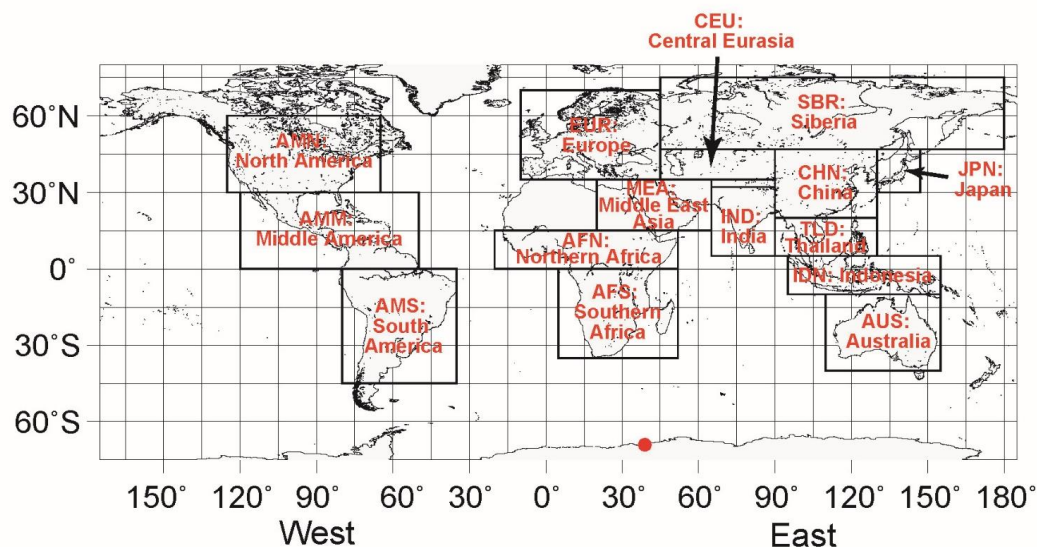 CEU:
Central Eurasia
60°N
30°N
0°
30°S
60°S
AMN:
North America
AMM:
Middle America
AMS:
South
America
EUR:
Europe
MEA:
Middle East
Asia
AFN:
Northern Africa
AFS:
Southern
Africa
SBR:
Siberia
CHN:
China
JPN:
Japan
IND:
India
TLD:
Thailand
IDN: Indonesia
AUS:
Australia
150° 120° 90° 60° 30° 0° 30° 60° 90° 120° 150° 180°
West East